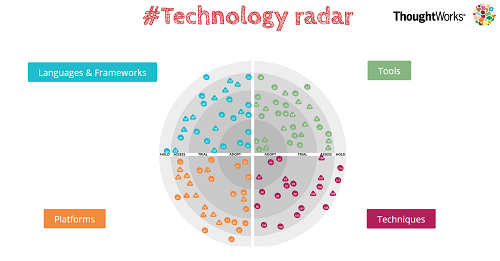 #Technology radar
ThoughtWorks®
Languages & Frameworks
Tools
HOLD ASSESS TRIAL ADOPT ADOPT TRIAL ASSESS HOLD
Platforms
Techniques